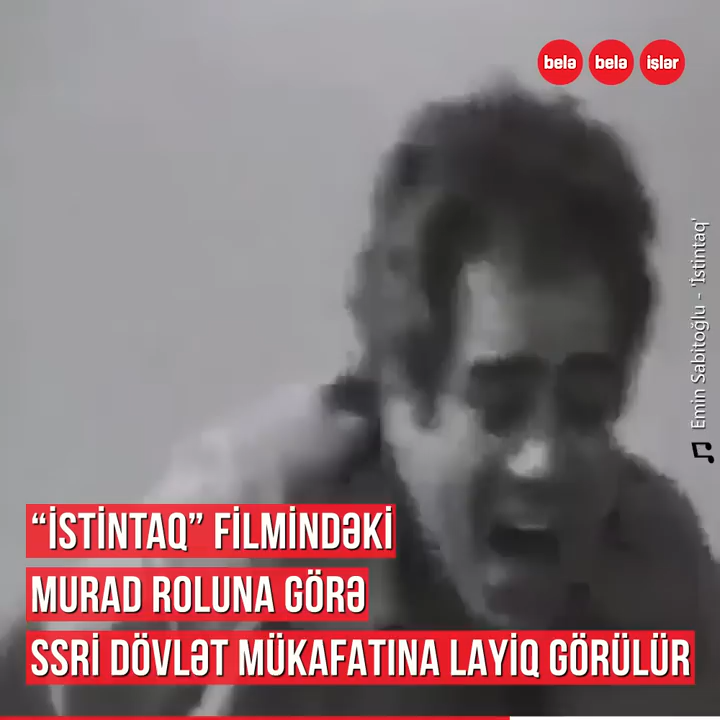 belə belə işlər
Emin Sabitoğlu - 'İstintaq'
“İSTİNTAQ” FİLMİNDƏKİ
MURAD ROLUNA GÖRƏ
SSRİ DÖVLƏT MÜKAFATINA LAYİQ GÖRÜLÜR